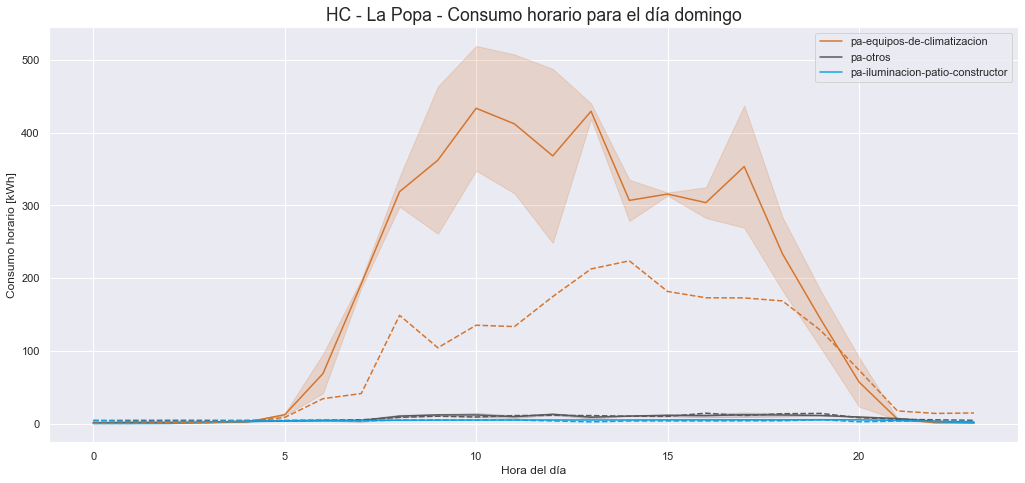 HC - La Popa - Consumo horario para el día domingo
pa-equipos-de-climatizacion
pa-otros
pa-iluminacion-patio-constructor
Consumo horario [kWh]
500
400
300
200
100
0
0 5 10 15 20
Hora del día